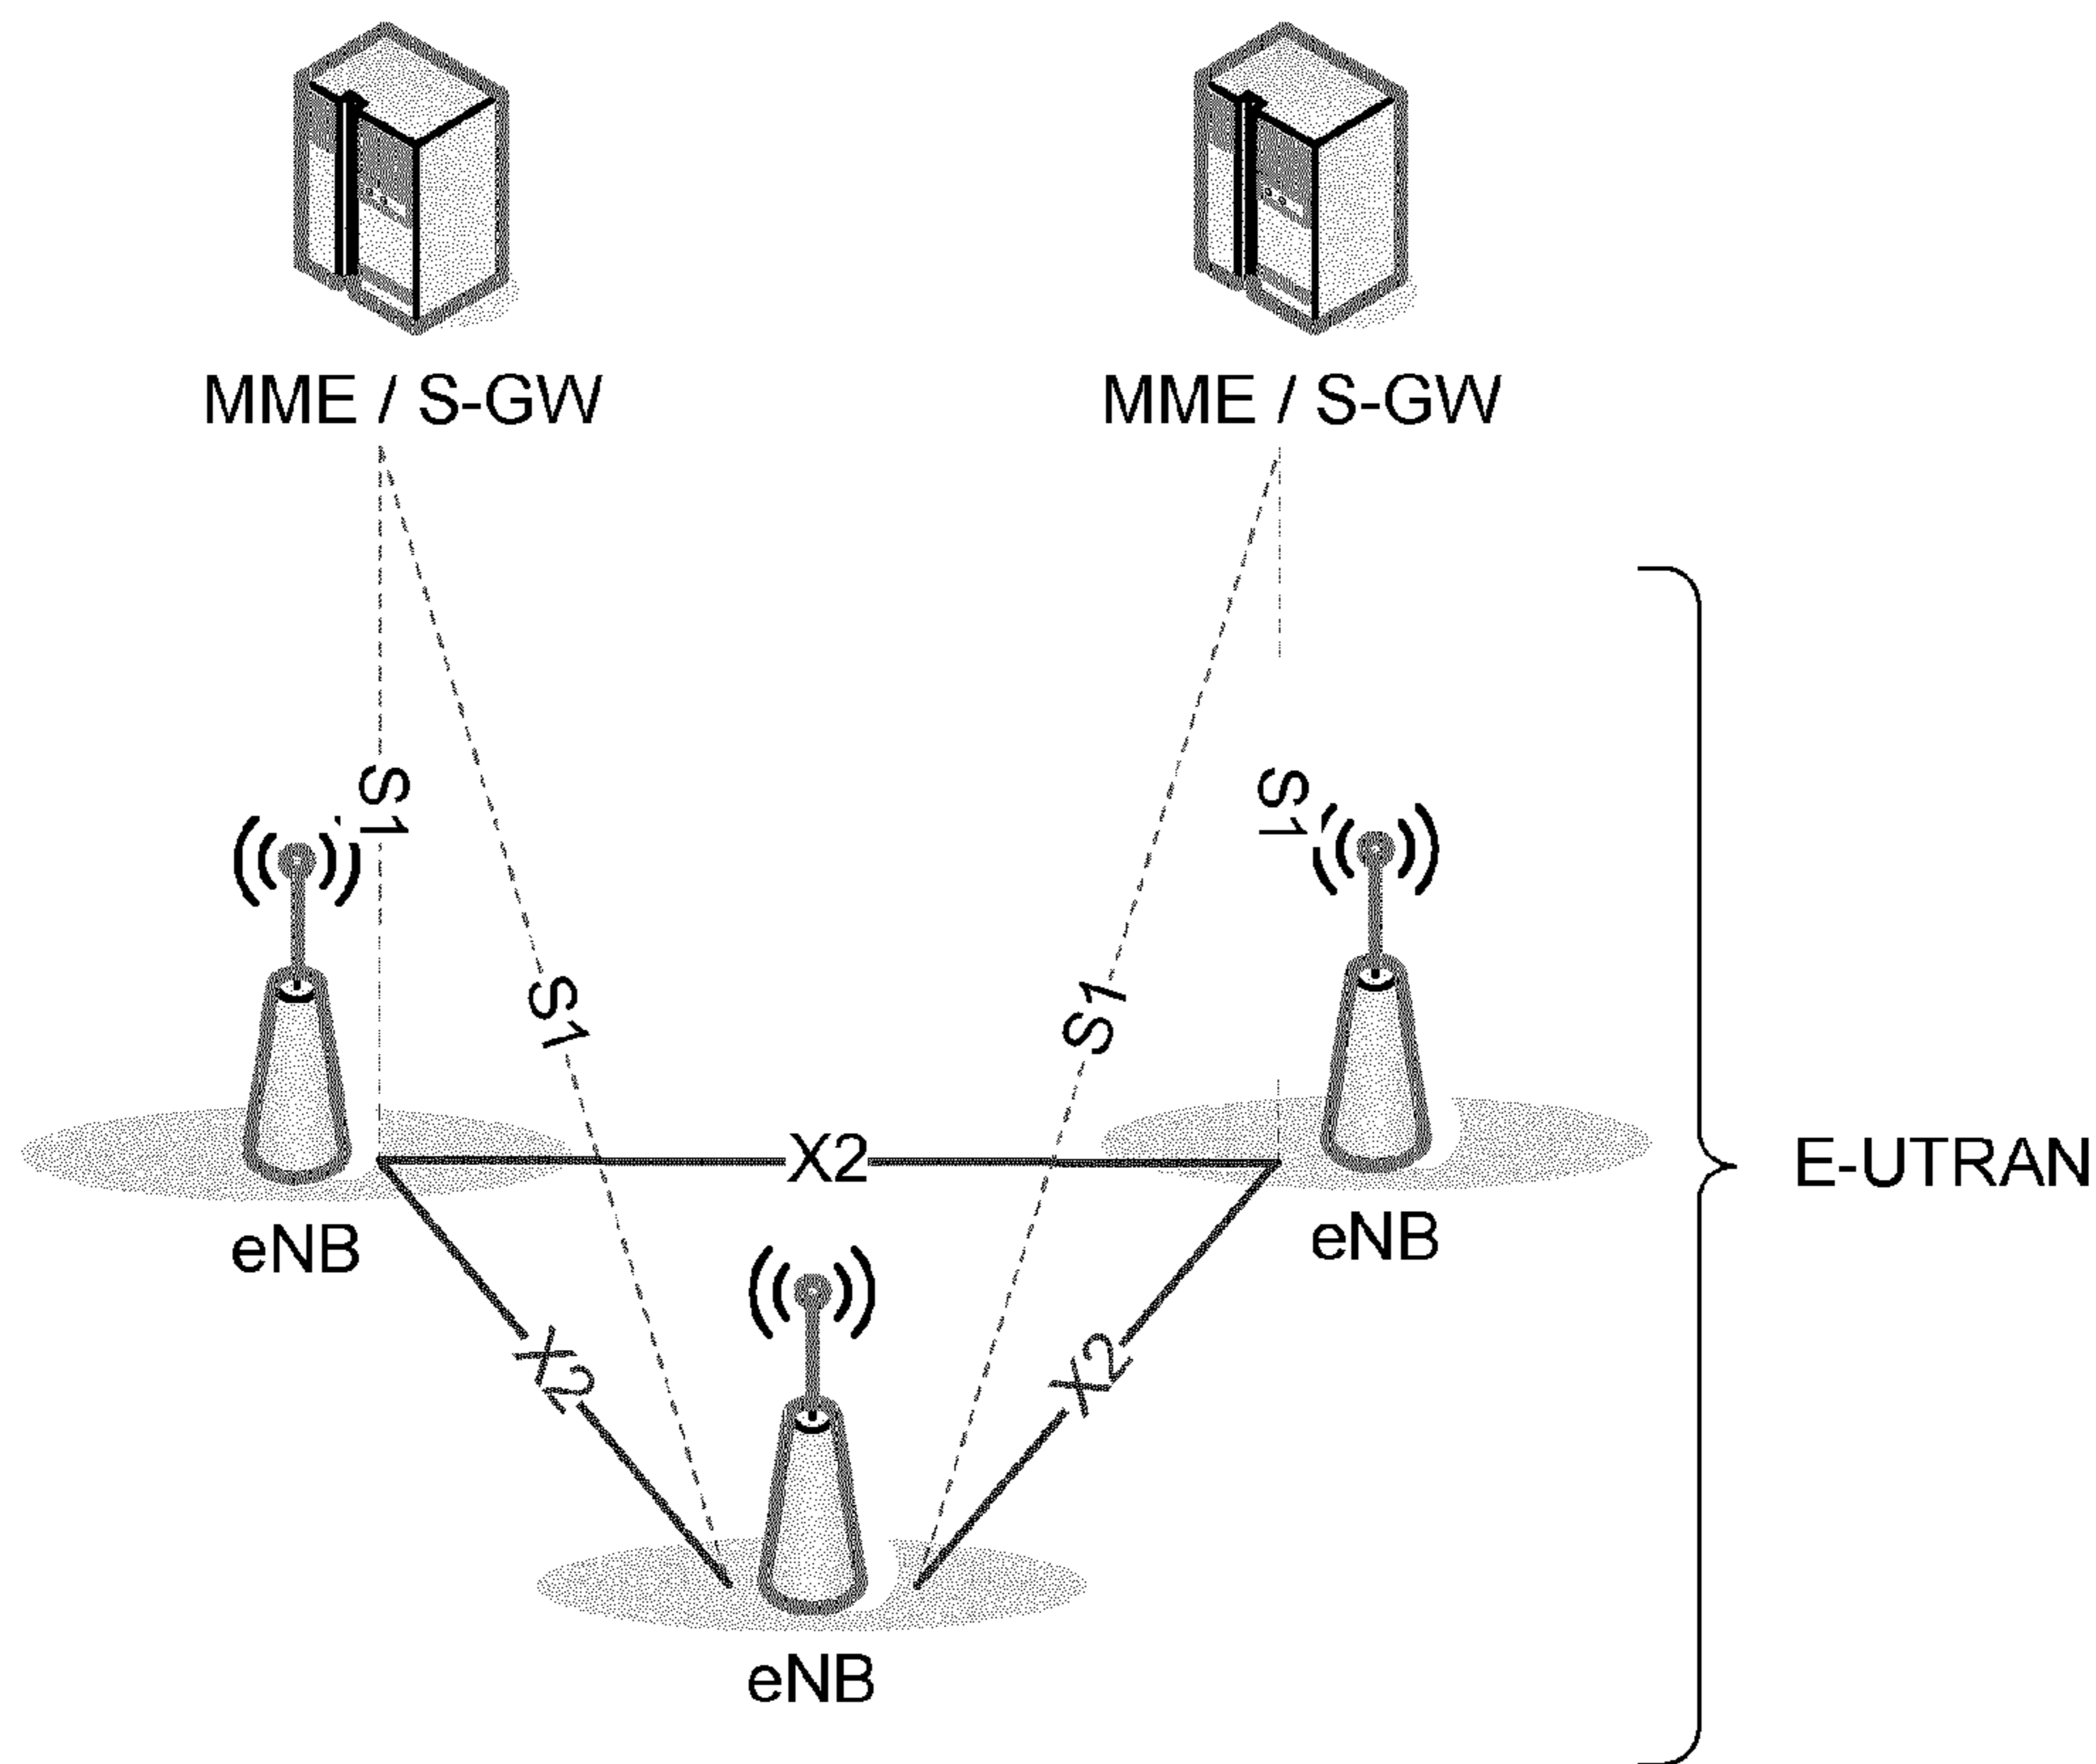 MME / S-GW
MME / S-GW
S1
S1
S1
S1
X2
E-UTRAN
eNB
eNB
X2
X2
eNB